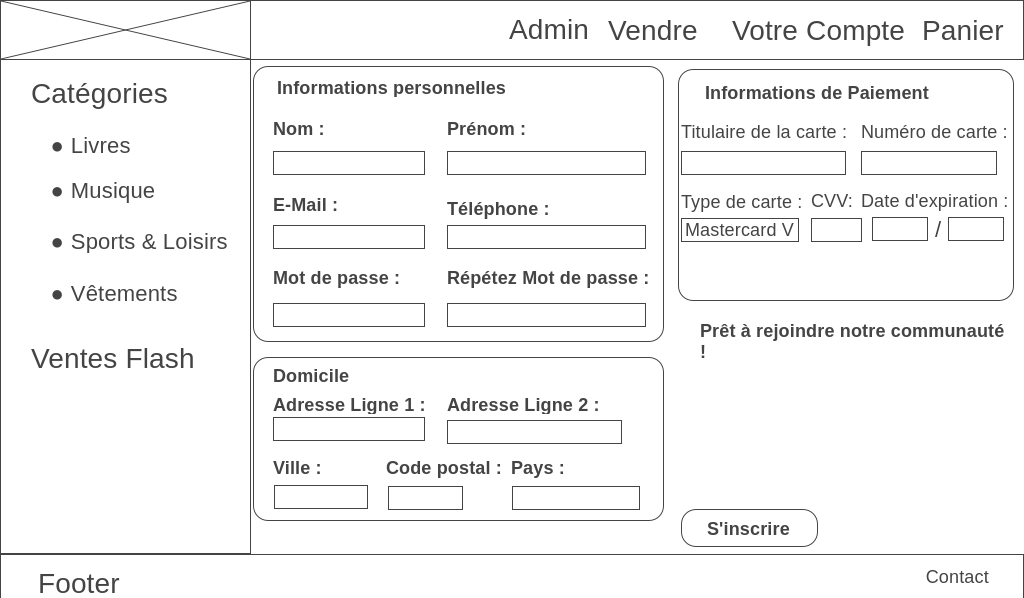 Admin Vendre Votre Compte Panier
Catégories
● Livres
● Musique
● Sports & Loisirs
● Vêtements
Ventes Flash
Informations personnelles
Nom : Prénom :
E-Mail : Téléphone :
Mot de passe : Répétez Mot de passe :
Domicile
Adresse Ligne 1 : Adresse Ligne 2 :
Ville : Code postal : Pays :
Informations de Paiement
Titulaire de la carte : Numéro de carte :
Type de carte : CVV: Date d'expiration :
Mastercard V /
Prêt à rejoindre notre communauté
!
S'inscrire
Footer
Contact